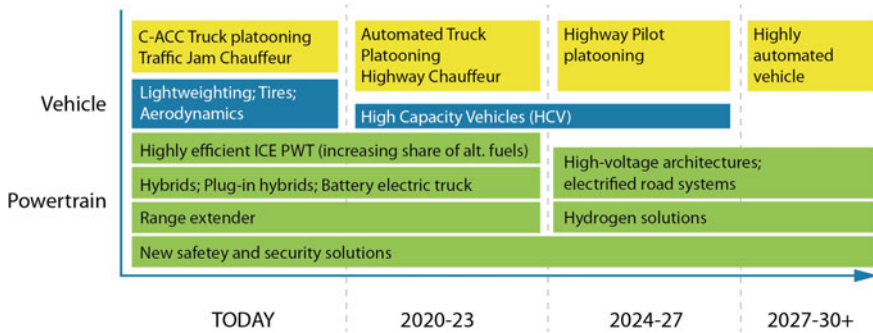 C-ACC Truck platooning
Traffic Jam Chauffeur
Automated Truck
Platooning
Highway Chauffeur
Highway Pilot
platooning
Highly
automated
vehicle
Vehicle
Lightweighting; Tires;
Aerodynamics
High Capacity Vehicles (HCV)
Highly efficient ICE PWT (increasing share of alt. fuels)
High-voltage architectures;
electrified road systems
Powertrain
Hybrids; Plug-in hybrids; Battery electric truck
Range extender
Hydrogen solutions
New safetey and security solutions
TODAY
2020-23
2024-27
2027-30+